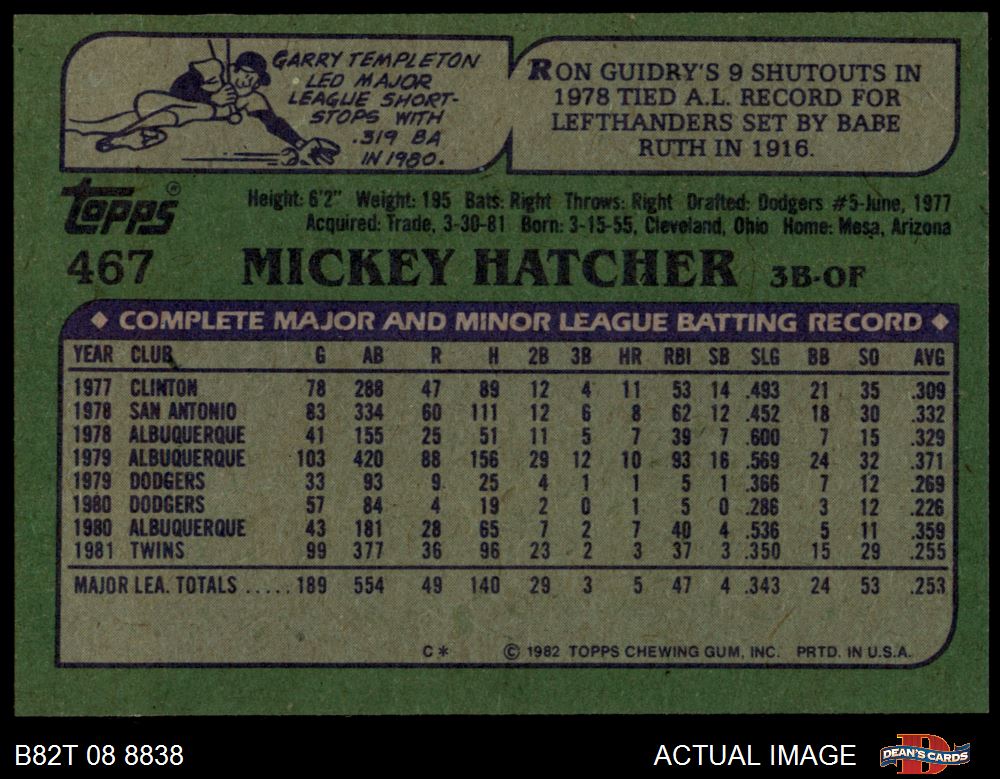 GARRY TEMPLETON
LED MAJOR
LEAGUE SHORT-
STOPS WITH
.319 BA
IN 1980.
RON GUIDRY'S 9 SHUTOUTS IN
1978 TIED A.L. RECORD FOR
LEFTHANDERS SET BY BABE
RUTH IN 1916.
Topps®
Height: 6'2" Weight: 195 Bats: Right Throws: Right Drafted: Dodgers #5-June, 1977
Acquired: Trade, 3-30-81 Born: 3-15-55, Cleveland, Ohio Home: Mesa, Arizona
467 MICKEY HATCHER 3B-OF
◆ COMPLETE MAJOR AND MINOR LEAGUE BATTING RECORD ◆
YEAR CLUB G AB R H 2B 3B HR RBI SB SLG BB SO AVG
1977 CLINTON 78 288 47 89 12 4 11 53 14 .493 21 35 .309
1978 SAN ANTONIO 83 334 60 111 12 6 8 62 12 .452 18 30 .332
1978 ALBUQUERQUE 41 155 25 51 11 5 7 39 7 .600 7 15 .329
1979 ALBUQUERQUE 103 420 88 156 29 12 10 93 16 .569 24 32 .371
1979 DODGERS 33 93 9 25 4 1 1 5 1 .366 7 12 .269
1980 DODGERS 57 84 4 19 2 0 1 5 0 .286 3 12 .226
1980 ALBUQUERQUE 43 181 28 65 7 2 7 40 4 .536 5 11 .359
1981 TWINS 99 377 36 96 23 2 3 37 3 .350 15 29 .255
MAJOR LEA. TOTALS ..... 189 554 49 140 29 3 5 47 4 .343 24 53 .253
C* © 1982 TOPPS CHEWING GUM, INC. PRTD. IN U.S.A.
B82T 08 8838 ACTUAL IMAGE DEAN'S CARDS